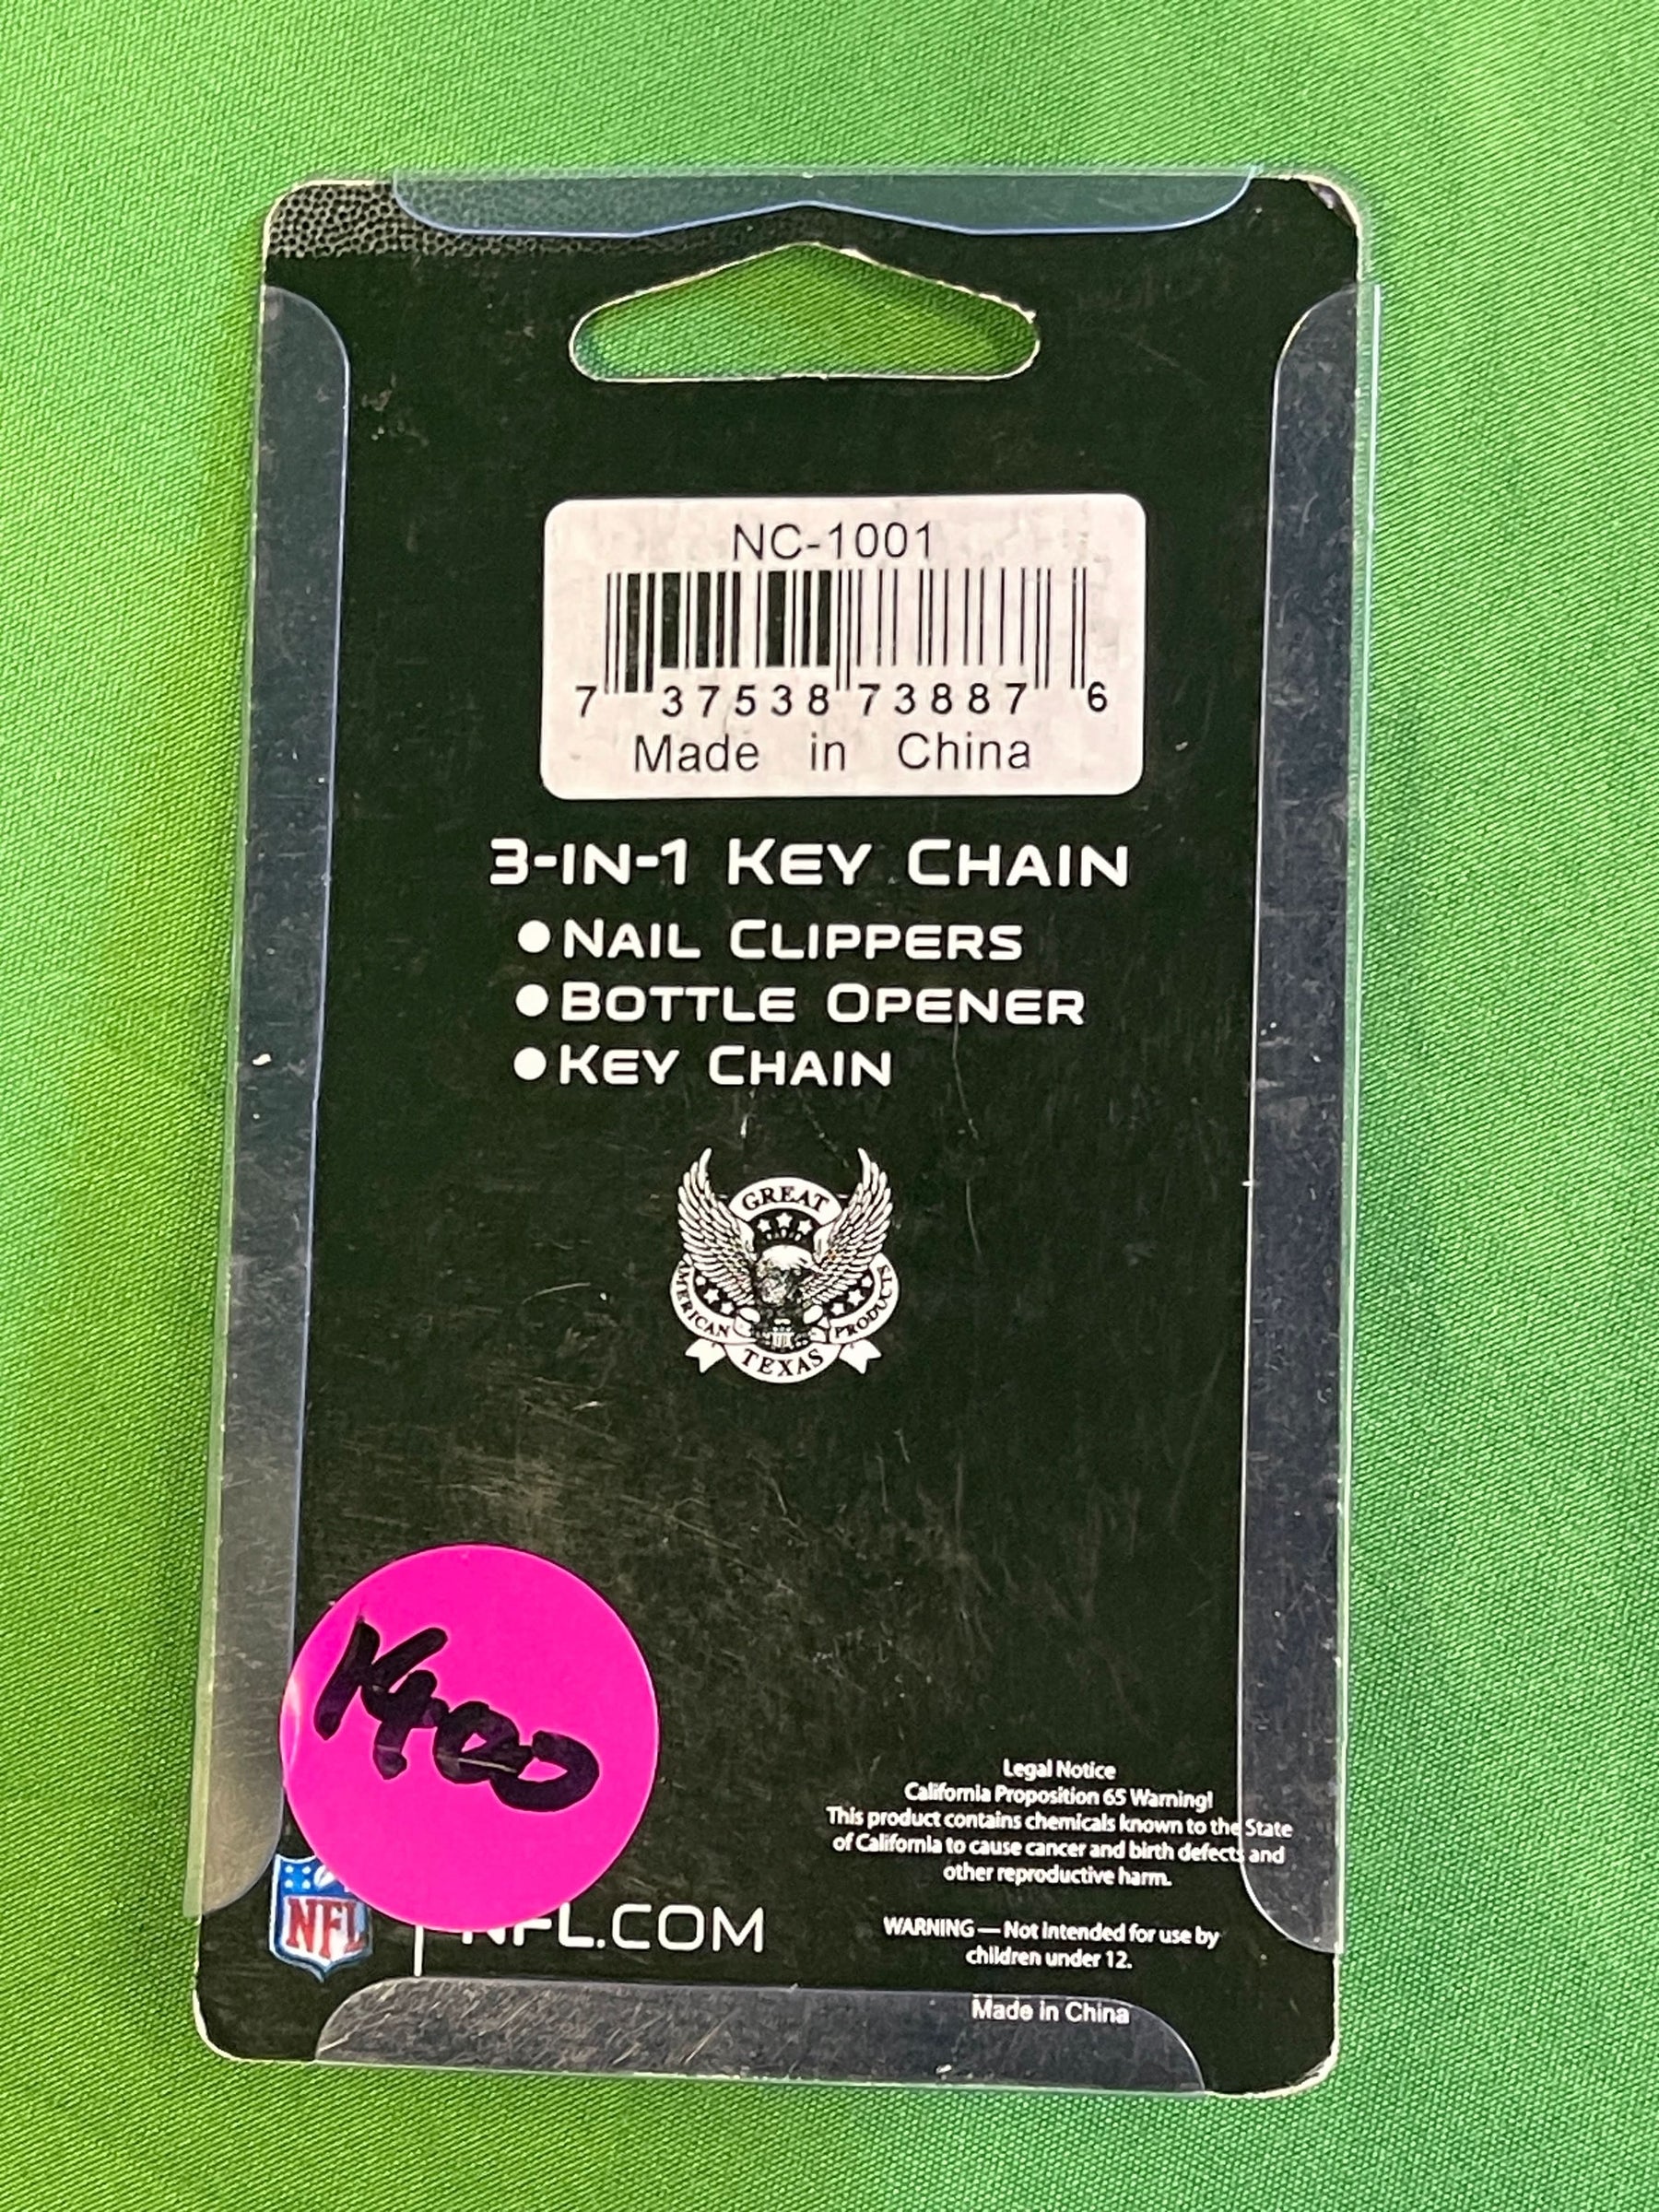 NC-1001
7 37538 73887 6
Made in China
3-IN-1 KEY CHAIN
● NAIL CLIPPERS
● BOTTLE OPENER
● KEY CHAIN
GREAT
AMERICAN PRODUCTS
TEXAS
K400
Legal Notice
California Proposition 65 Warning!
This product contains chemicals known to the State
of California to cause cancer and birth defects and
other reproductive harm.
NFL
NFL.COM
WARNING — Not intended for use by
children under 12.
Made in China